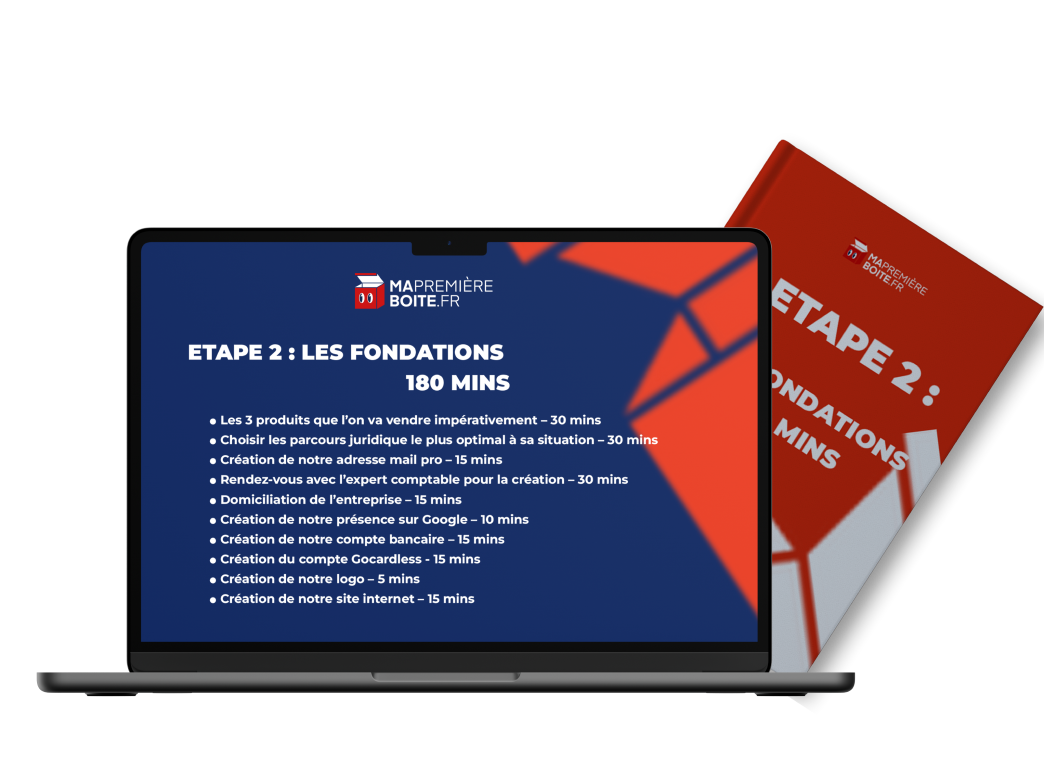 MAPREMIÈRE
BOITE.FR
ETAPE 2 : LES FONDATIONS
180 MINS
• Les 3 produits que l’on va vendre impérativement – 30 mins
• Choisir les parcours juridique le plus optimal à sa situation – 30 mins
• Création de notre adresse mail pro – 15 mins
• Rendez-vous avec l’expert comptable pour la création – 30 mins
• Domiciliation de l’entreprise – 15 mins
• Création de notre présence sur Google – 10 mins
• Création de notre compte bancaire – 15 mins
• Création du compte Gocardless - 15 mins
• Création de notre logo – 5 mins
• Création de notre site internet – 15 mins
MAPREMIÈRE
BOITE.FR
ETAPE 2 :
ONDATIONS
MINS